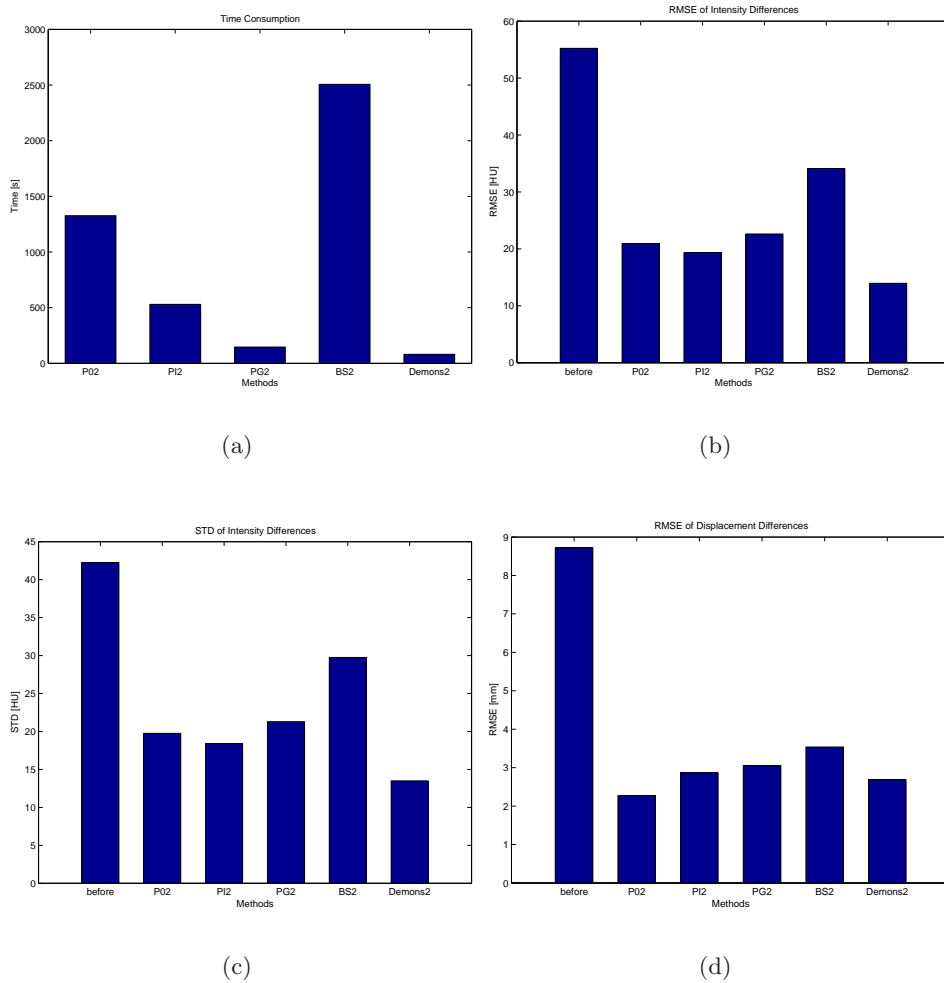 Time Consumption
3000
2500
2000
1500
1000
500
0
Time [s]
P02 PI2 PG2 BS2 Demons2
Methods
(a)
RMSE of Intensity Differences
60
50
40
30
20
10
0
RMSE [HU]
before P02 PI2 PG2 BS2 Demons2
Methods
(b)
STD of Intensity Differences
45
40
35
30
25
20
15
10
5
0
STD [HU]
before P02 PI2 PG2 BS2 Demons2
Methods
(c)
RMSE of Displacement Differences
9
8
7
6
5
4
3
2
1
0
RMSE [mm]
before P02 PI2 PG2 BS2 Demons2
Methods
(d)